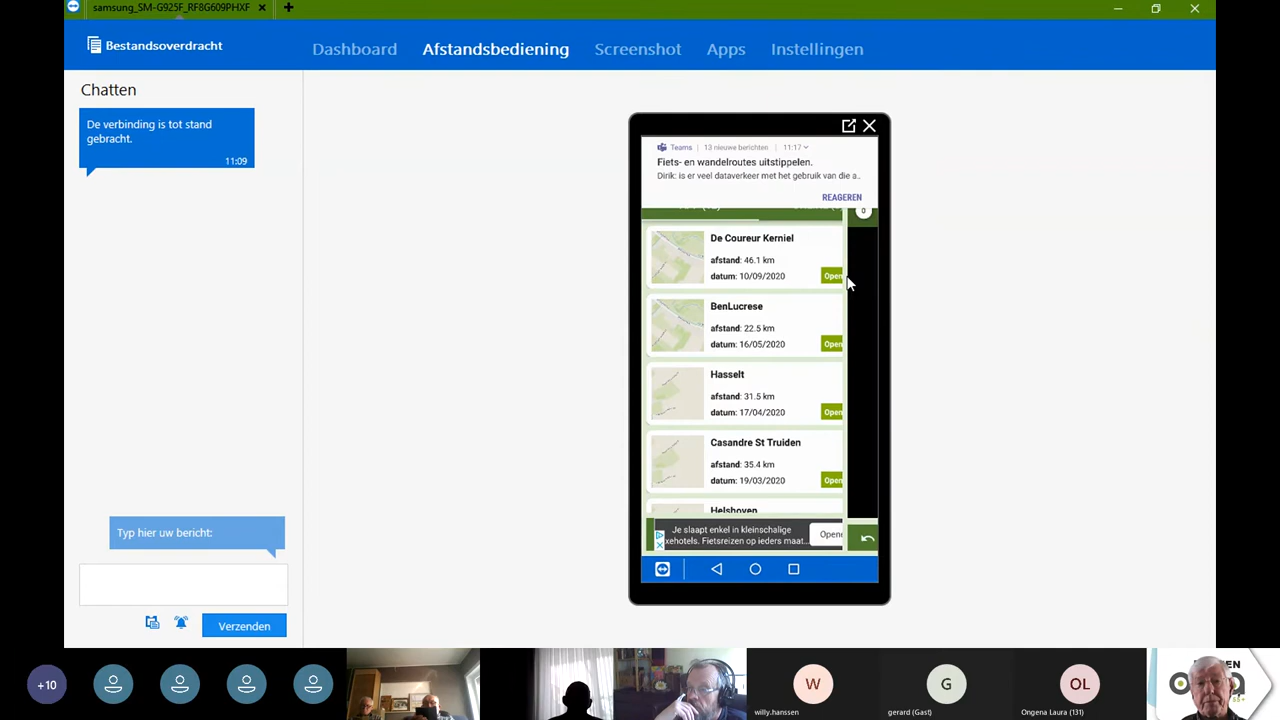 samsung_SM-G925F_RF8G609PHXF
Bestandsoverdracht
Dashboard
Afstandsbediening
Screenshot
Apps
Instellingen
Chatten
De verbinding is tot stand
gebracht.
11:09
Typ hier uw bericht:
Verzenden
Teams | 13 nieuwe berichten | 11:17
Fiets- en wandelroutes uitstippelen.
Dirik: is er veel dataverkeer met het gebruik van die a..
REAGEREN
0
De Coureur Kerniel
afstand: 46.1 km
datum: 10/09/2020
Open
BenLucrese
afstand: 22.5 km
datum: 16/05/2020
Open
Hasselt
afstand: 31.5 km
datum: 17/04/2020
Open
Casandre St Truiden
afstand: 35.4 km
datum: 19/03/2020
Open
Helshoven
Je slaapt enkel in kleinschalige
xehotels. Fietsreizen op ieders maat...
Opene
+10
W
willy.hanssen
G
gerard (Gast)
OL
Ongena Laura (131)
55+